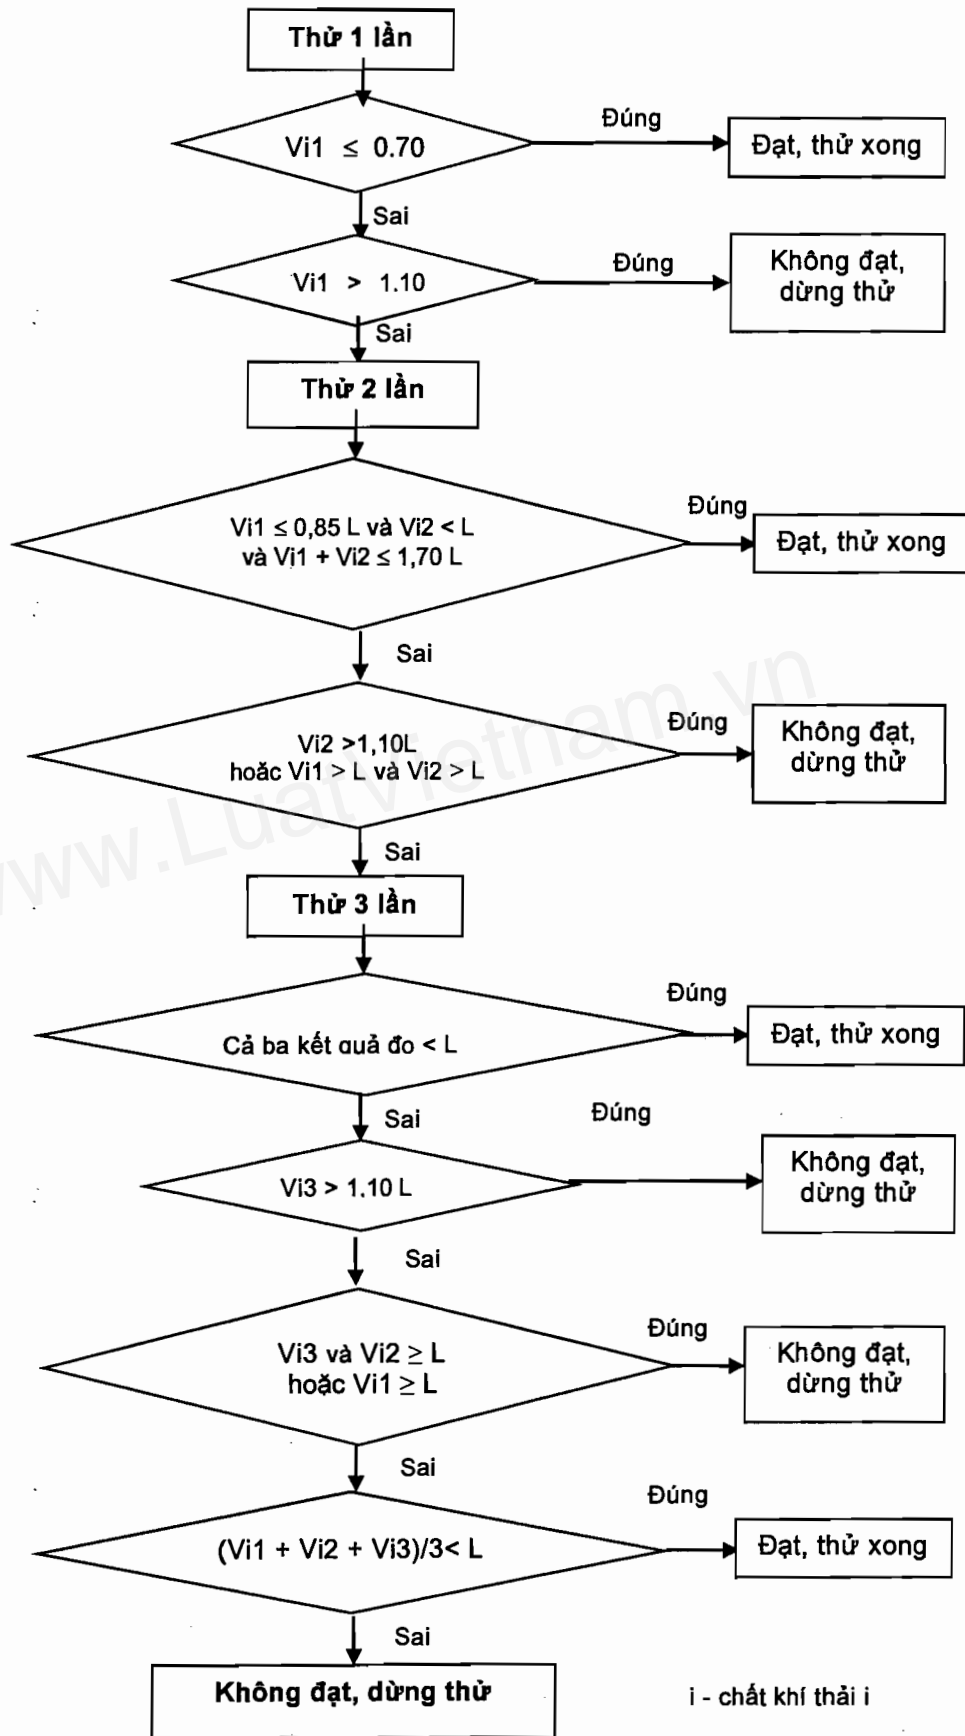 Thử 1 lần
Vi1 ≤ 0.70
Đúng
Đạt, thử xong
Sai
Vi1 > 1.10
Đúng
Không đạt,
dừng thử
Sai
Thử 2 lần
Vi1 ≤ 0,85 L và Vi2 < L
và Vi1 + Vi2 ≤ 1,70 L
Đúng
Đạt, thử xong
Sai
Vi2 >1,10L
hoặc Vi1 > L và Vi2 > L
Đúng
Không đạt,
dừng thử
Sai
www.LuatVietnam.vn
Thử 3 lần
Cả ba kết quả đo < L
Đúng
Đạt, thử xong
Sai
Vi3 > 1.10 L
Đúng
Không đạt,
dừng thử
Sai
Vi3 và Vi2 ≥ L
hoặc Vi1 ≥ L
Đúng
Không đạt,
dừng thử
Sai
(Vi1 + Vi2 + Vi3)/3< L
Đúng
Đạt, thử xong
Sai
Không đạt, dừng thử
i - chất khí thải i